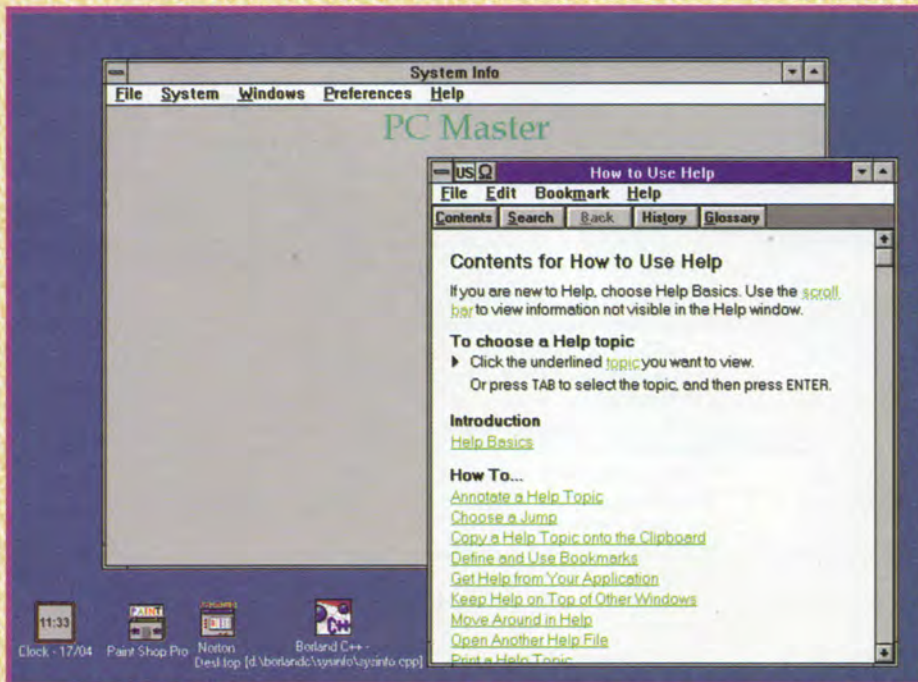 System Info
File System Windows Preferences Help
PC Master
US Ω How to Use Help
File Edit Bookmark Help
Contents Search Back History Glossary
Contents for How to Use Help
If you are new to Help, choose Help Basics. Use the scroll
bar to view information not visible in the Help window.
To choose a Help topic
Click the underlined topic you want to view.
Or press TAB to select the topic, and then press ENTER.
Introduction
Help Basics
How To...
Annotate a Help Topic
Choose a Jump
Copy a Help Topic onto the Clipboard
Define and Use Bookmarks
Get Help from Your Application
Keep Help on Top of Other Windows
Move Around in Help
Open Another Help File
Print a Help Topic
11:33
Clock - 17/04
PAINT
Paint Shop Pro
Norton
Desktop
C++
Borland C++ -
[d:\borlandc\sysinfo\sysinfo.cpp]